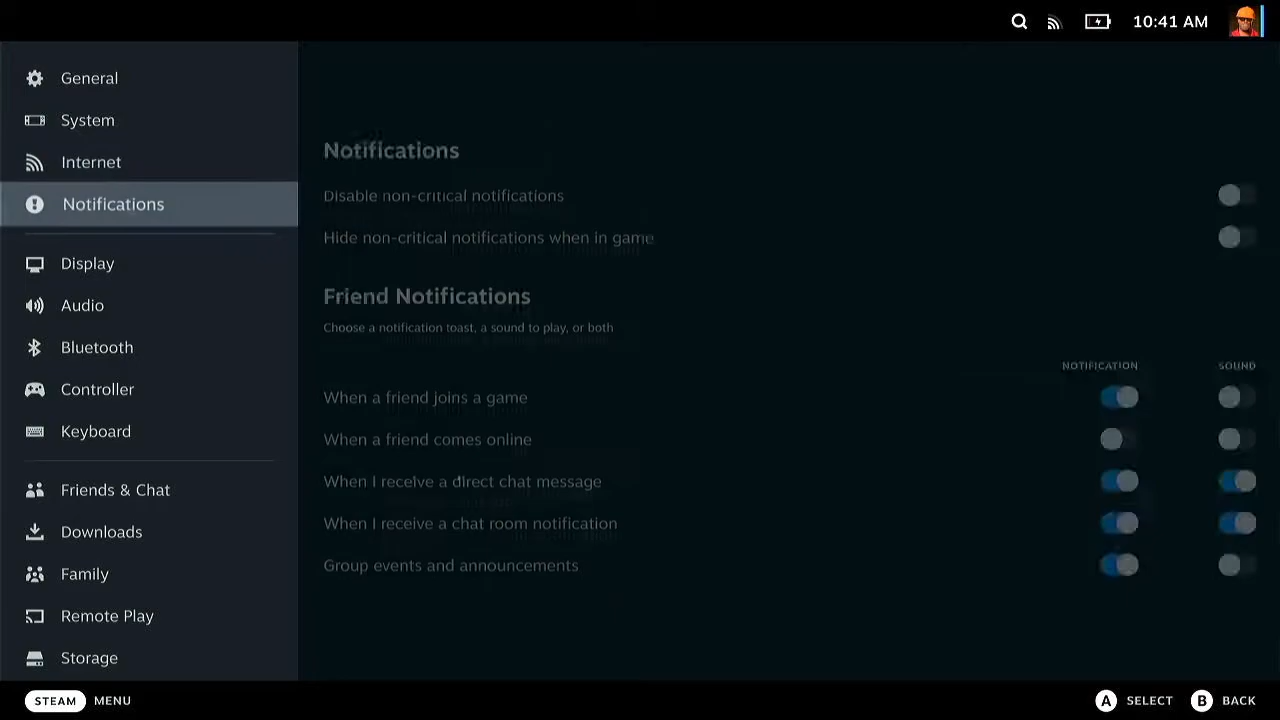 10:41 AM
General
System
Internet
Notifications
Display
Audio
Bluetooth
Controller
Keyboard
Friends & Chat
Downloads
Family
Remote Play
Storage
Notifications
Disable non-critical notifications
Hide non-critical notifications when in game
Friend Notifications
Choose a notification toast, a sound to play, or both
NOTIFICATION SOUND
When a friend joins a game
When a friend comes online
When I receive a direct chat message
When I receive a chat room notification
Group events and announcements
STEAM MENU
A SELECT B BACK